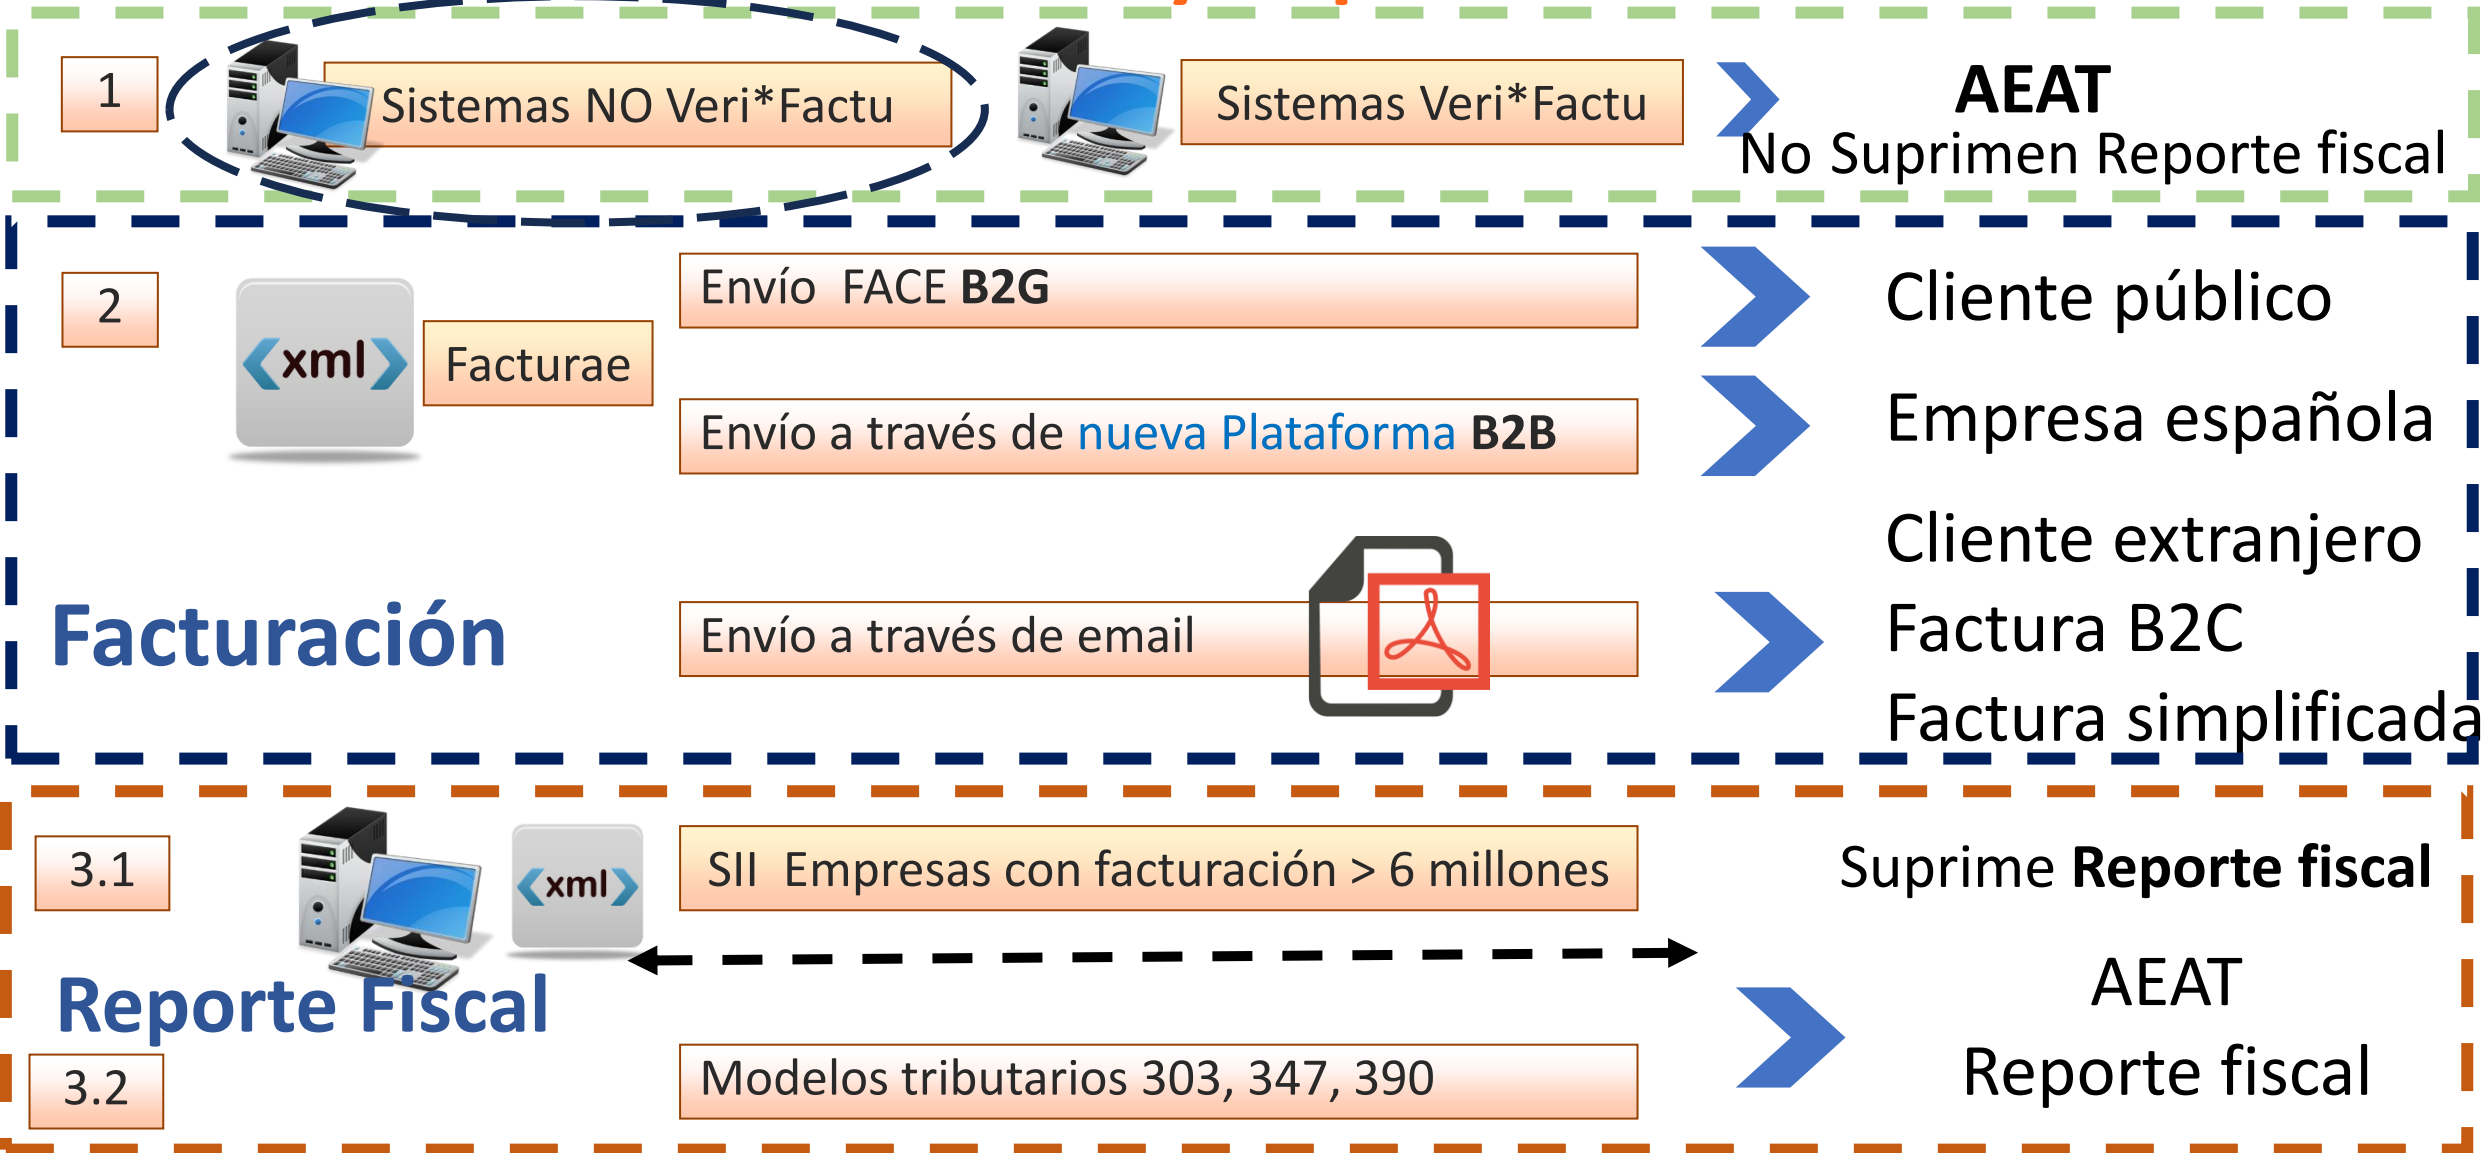 1
Sistemas NO Veri*Factu
Sistemas Veri*Factu
AEAT
No Suprimen Reporte fiscal
2
xml
Facturae
Envío FACE B2G
Cliente público
Envío a través de nueva Plataforma B2B
Empresa española
Facturación
Envío a través de email
Cliente extranjero
Factura B2C
Factura simplificada
3.1
xml
SII Empresas con facturación > 6 millones
Suprime Reporte fiscal
Reporte Fiscal
AEAT
Reporte fiscal
3.2
Modelos tributarios 303, 347, 390